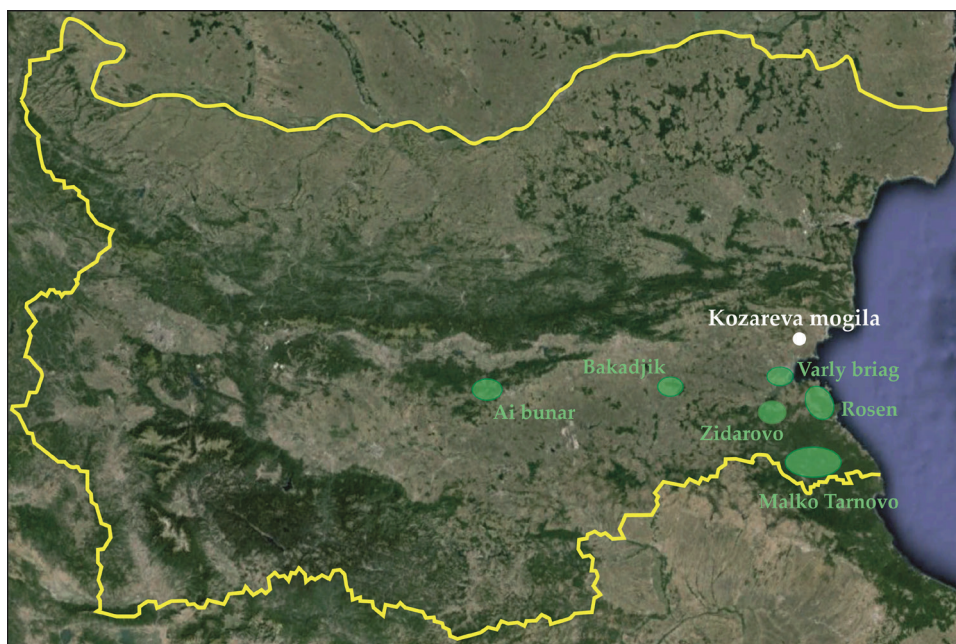 Kozareva mogila
Bakadjik
Varly briag
Ai bunar
Rosen
Zidarovo
Malko Tarnovo